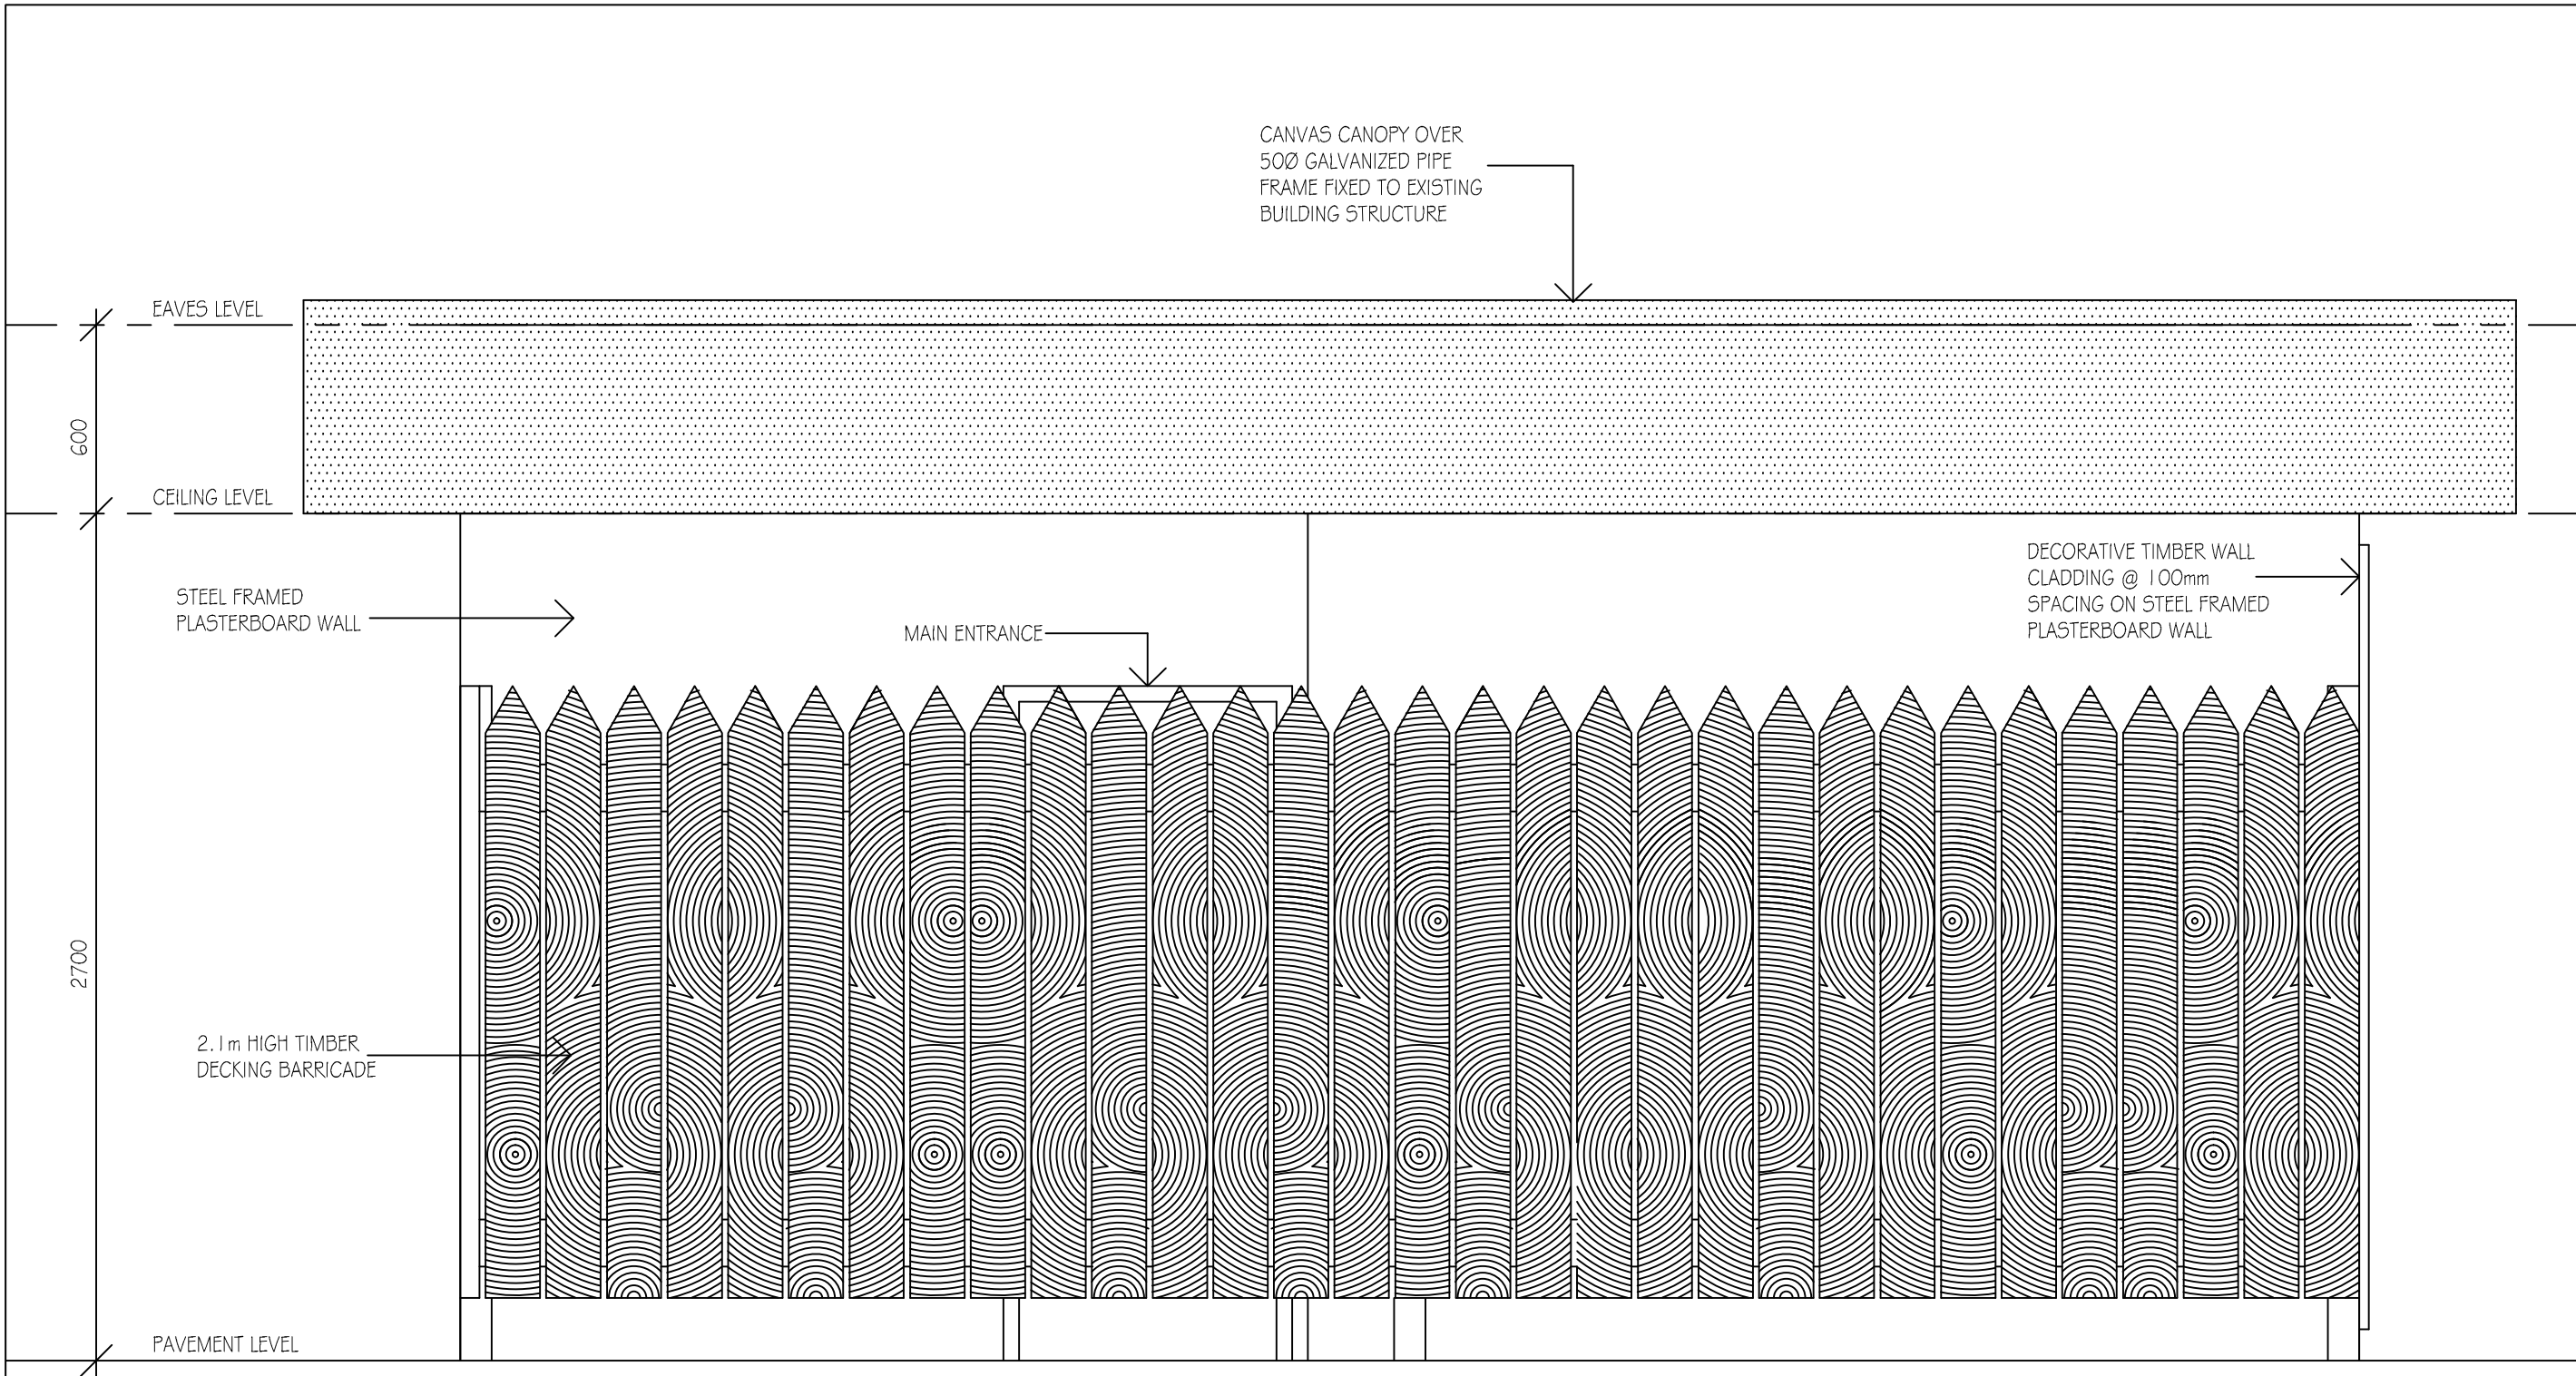 CANVAS CANOPY OVER
50Ø GALVANIZED PIPE
FRAME FIXED TO EXISTING
BUILDING STRUCTURE
EAVES LEVEL
600
CEILING LEVEL
DECORATIVE TIMBER WALL
CLADDING @ 100mm
SPACING ON STEEL FRAMED
PLASTERBOARD WALL
STEEL FRAMED
PLASTERBOARD WALL
MAIN ENTRANCE
2700
2.1m HIGH TIMBER
DECKING BARRICADE
PAVEMENT LEVEL